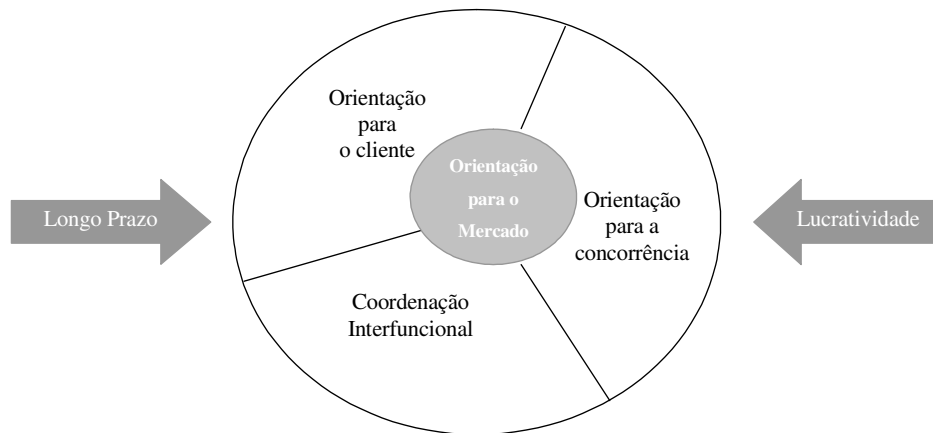 Orientação
para
o cliente
Orientação
para o
Mercado
Orientação
para a
concorrência
Longo Prazo
Lucratividade
Coordenação
Interfuncional